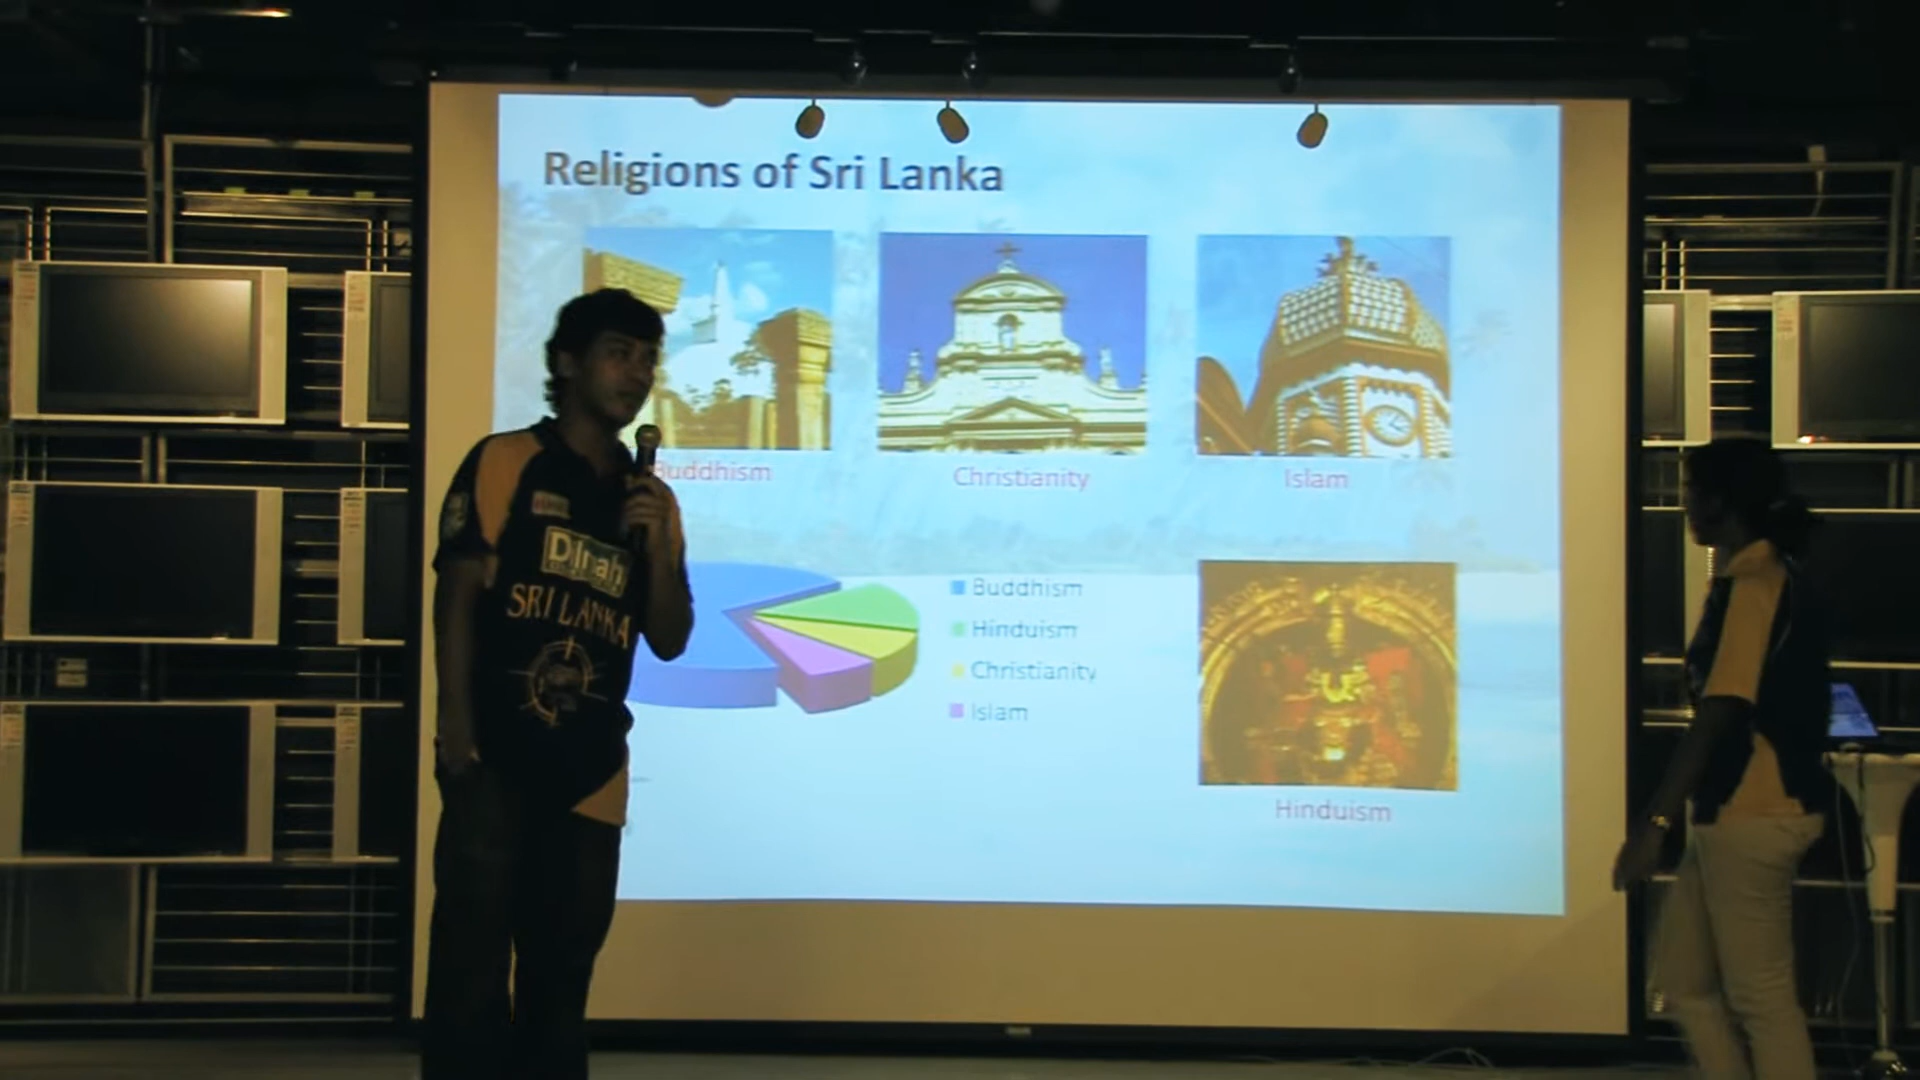 Religions of Sri Lanka
Buddhism
Christianity
Islam
Buddhism
Hinduism
Christianity
Islam
Hinduism
Dinah
SRI LANKA